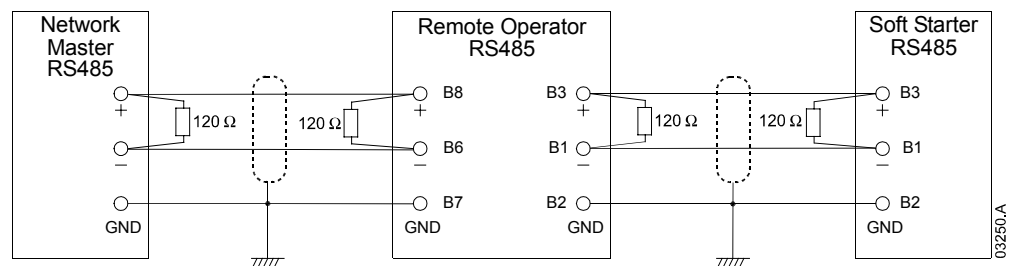 Network
Master
RS485
Remote Operator
RS485
Soft Starter
RS485
B8
B3
B3
+
+
+
+
120 Ω
120 Ω
120 Ω
120 Ω
B6
B1
B1
–
–
–
–
B7
B2
B2
GND
GND
GND
GND
03250.A